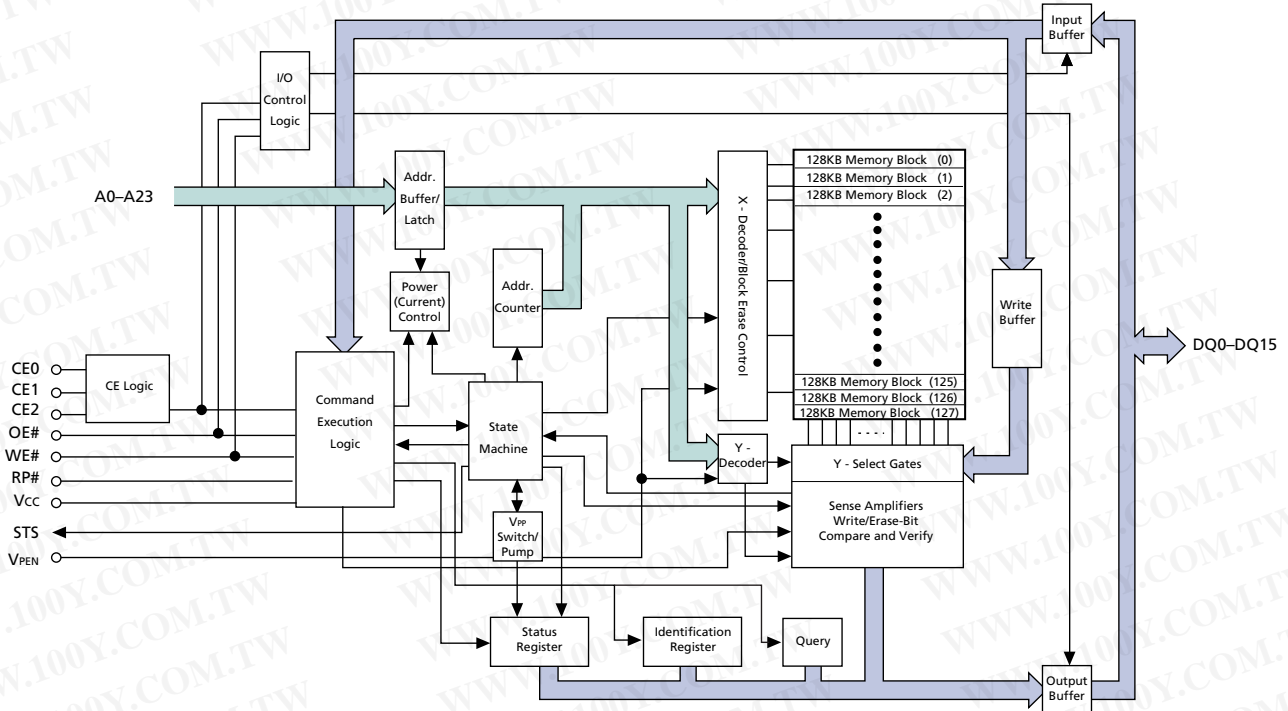 Input
Buffer
I/O
Control
Logic
A0–A23
Addr.
Buffer/
Latch
Power
(Current)
Control
Addr.
Counter
X - Decoder/Block Erase Control
128KB Memory Block (0)
128KB Memory Block (1)
128KB Memory Block (2)
128KB Memory Block (125)
128KB Memory Block (126)
128KB Memory Block (127)
Write
Buffer
DQ0–DQ15
CE0
CE1
CE2
OE#
WE#
RP#
Vcc
STS
VPEN
CE Logic
Command
Execution
Logic
State
Machine
VPP
Switch/
Pump
Y -
Decoder
Y - Select Gates
Sense Amplifiers
Write/Erase-Bit
Compare and Verify
Status
Register
Identification
Register
Query
Output
Buffer
WWW.100Y.COM.TW